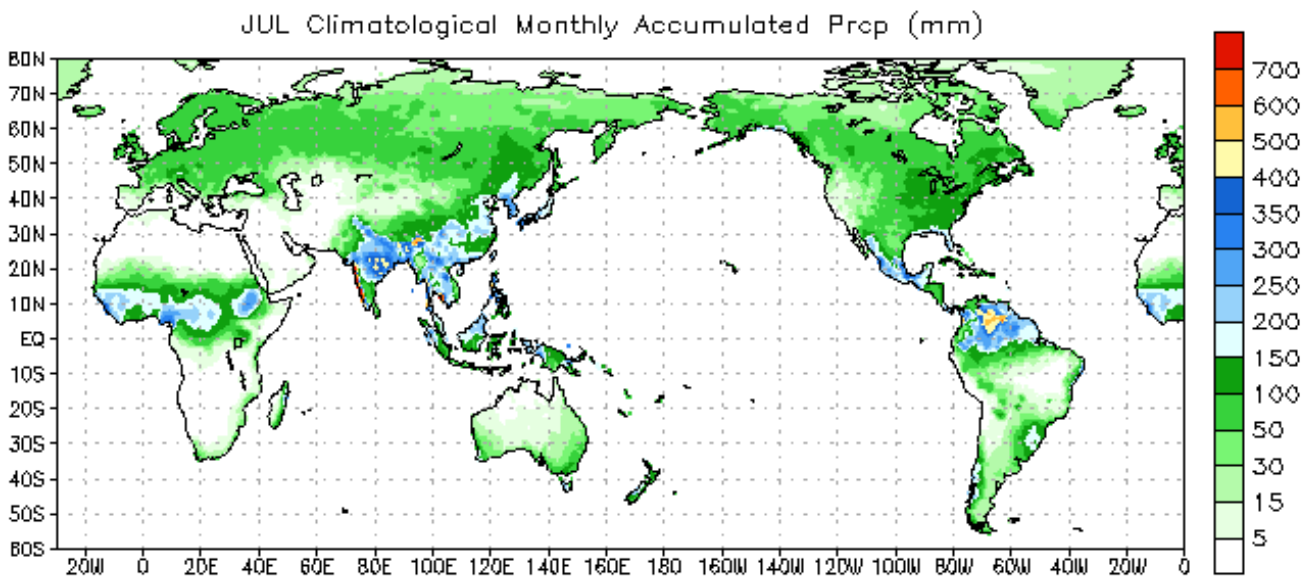 JUL Climatological Monthly Accumulated Prcp (mm)
80N
70N
60N
50N
40N
30N
20N
10N
EQ
10S
20S
30S
40S
50S
60S
20W 0 20E 40E 60E 80E 100E 120E 140E 160E 180 160W 140W 120W 100W 80W 60W 40W 20W 0
700
600
500
400
350
300
250
200
150
100
50
30
15
5